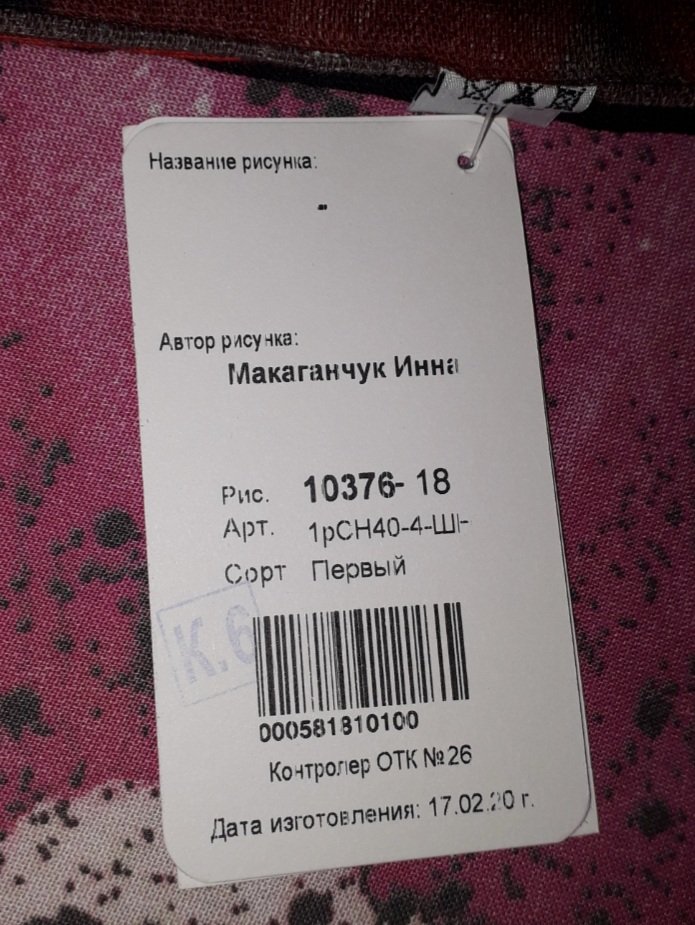 Название рисунка:
-
Автор рисунка:
Макаганчук Инна
Рис. 10376- 18
Арт. 1рСН40-4-Ш-
Сорт Первый
К.6
000581810100
Контролер ОТК №26
Дата изготовления: 17.02.20 г.